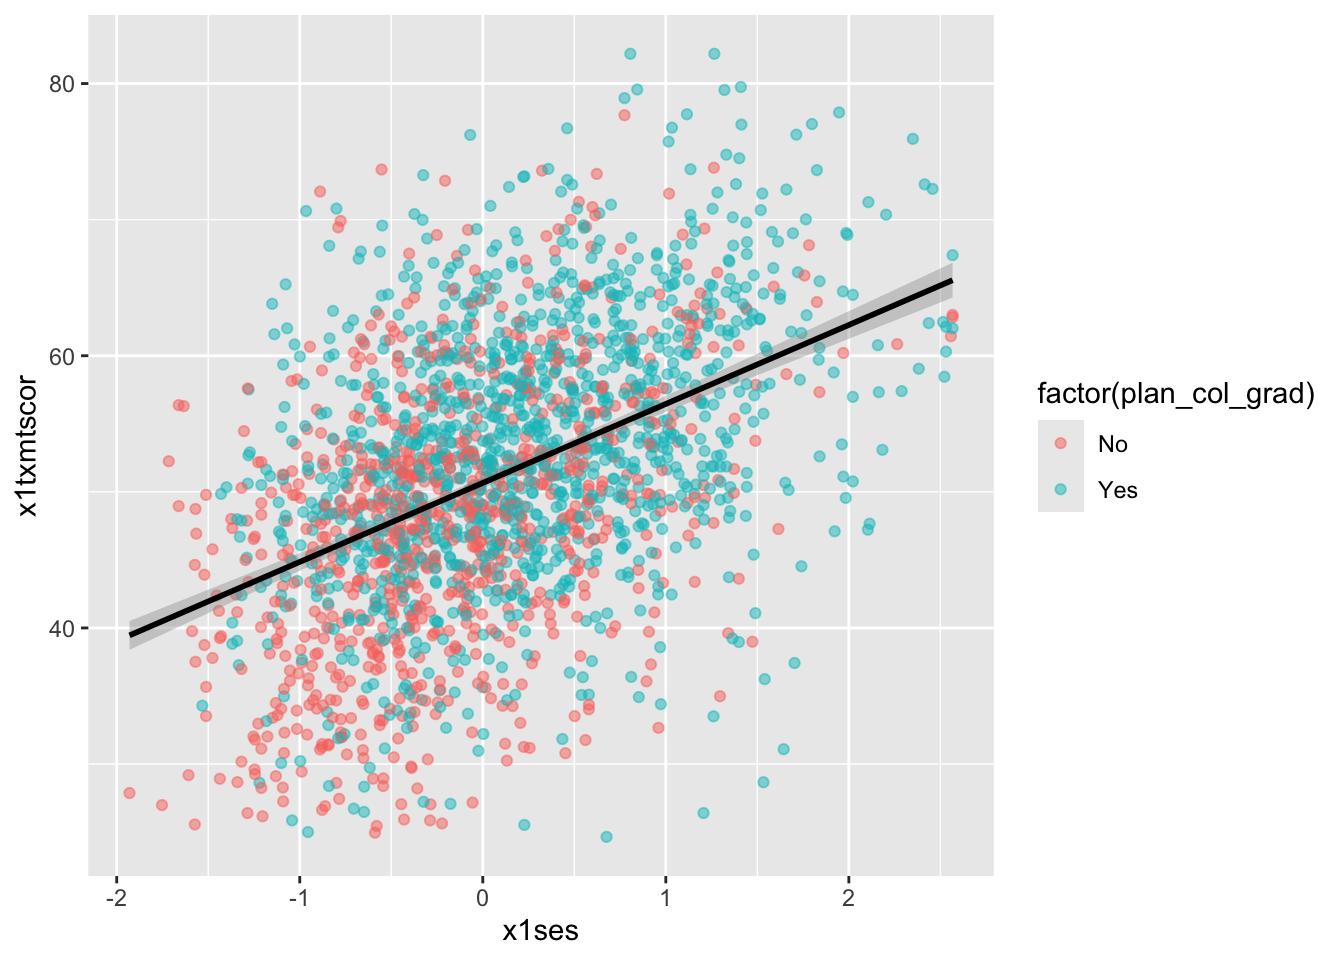 80
60
40
x1txmtscor
-2
-1
0
1
2
x1ses
factor(plan_col_grad)
No
Yes